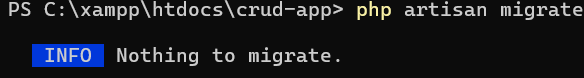 PS C:\xampp\htdocs\crud-app> php artisan migrate
INFO Nothing to migrate.